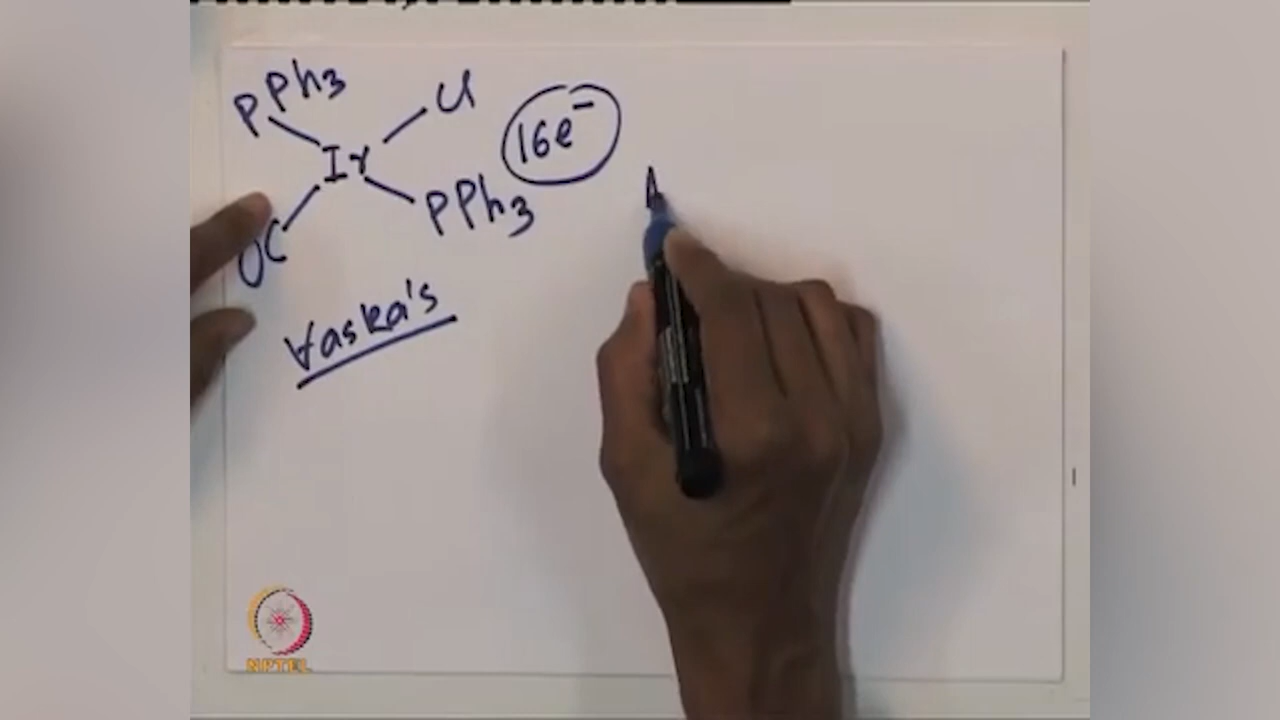 PPh3 Cl
Ir 16e⁻
OC PPh3
Vaska's
NPTEL